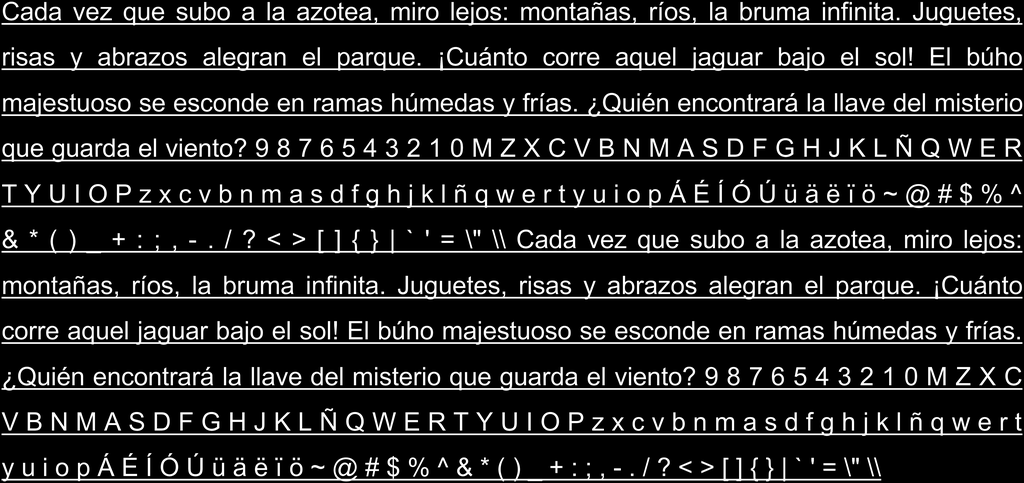 Cada vez que subo a la azotea, miro lejos: montañas, ríos, la bruma infinita. Juguetes,
risas y abrazos alegran el parque. ¡Cuánto corre aquel jaguar bajo el sol! El búho
majestuoso se esconde en ramas húmedas y frías. ¿Quién encontrará la llave del misterio
que guarda el viento? 9 8 7 6 5 4 3 2 1 0 M Z X C V B N M A S D F G H J K L Ñ Q W E R
T Y U I O P z x c v b n m a s d f g h j k l ñ q w e r t y u i o p Á É Í Ó Ú ü ä ë ï ö ~ @ # $ % ^
& * ( ) _ + : ; , - . / ? < > [ ] { } | ` ' = \" \\ Cada vez que subo a la azotea, miro lejos:
montañas, ríos, la bruma infinita. Juguetes, risas y abrazos alegran el parque. ¡Cuánto
corre aquel jaguar bajo el sol! El búho majestuoso se esconde en ramas húmedas y frías.
¿Quién encontrará la llave del misterio que guarda el viento? 9 8 7 6 5 4 3 2 1 0 M Z X C
V B N M A S D F G H J K L Ñ Q W E R T Y U I O P z x c v b n m a s d f g h j k l ñ q w e r t
y u i o p Á É Í Ó Ú ü ä ë ï ö ~ @ # $ % ^ & * ( ) _ + : ; , - . / ? < > [ ] { } | ` ' = \" \\